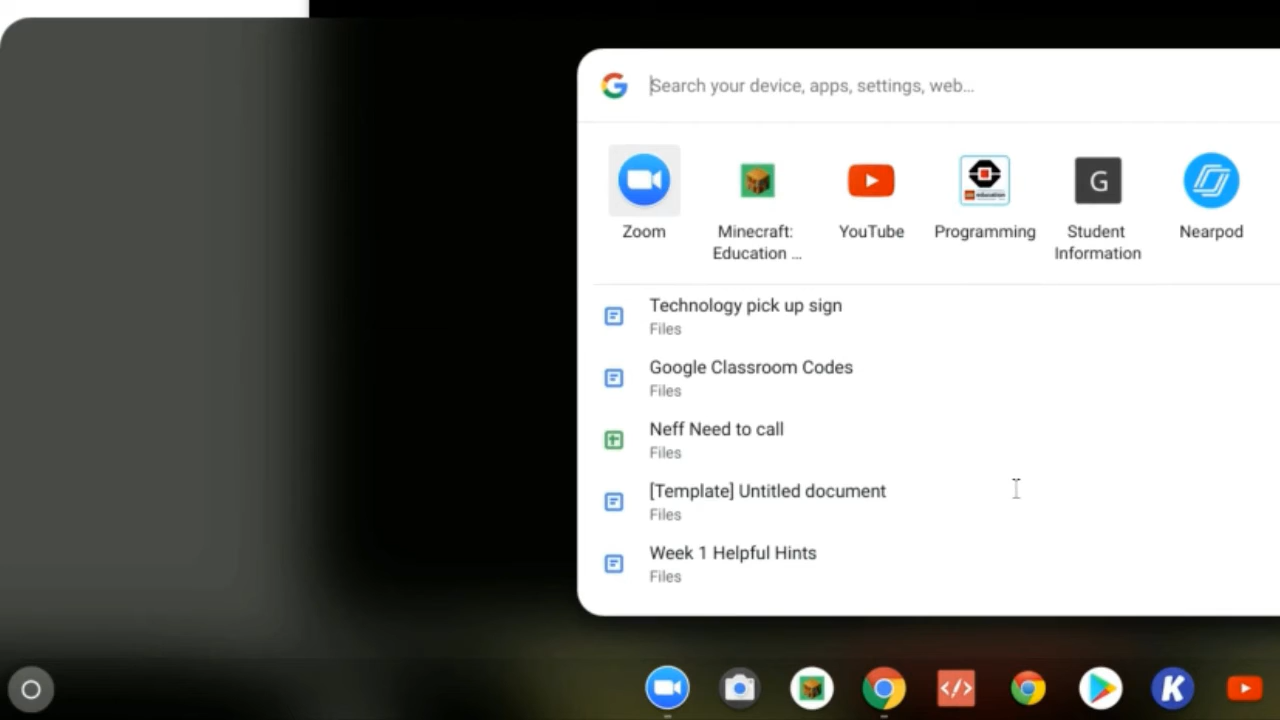 Search your device, apps, settings, web...
Zoom
Minecraft:
Education ...
YouTube
Programming
education
G
Student
Information
Nearpod
Technology pick up sign
Files
Google Classroom Codes
Files
Neff Need to call
Files
[Template] Untitled document
Files
Week 1 Helpful Hints
Files
K